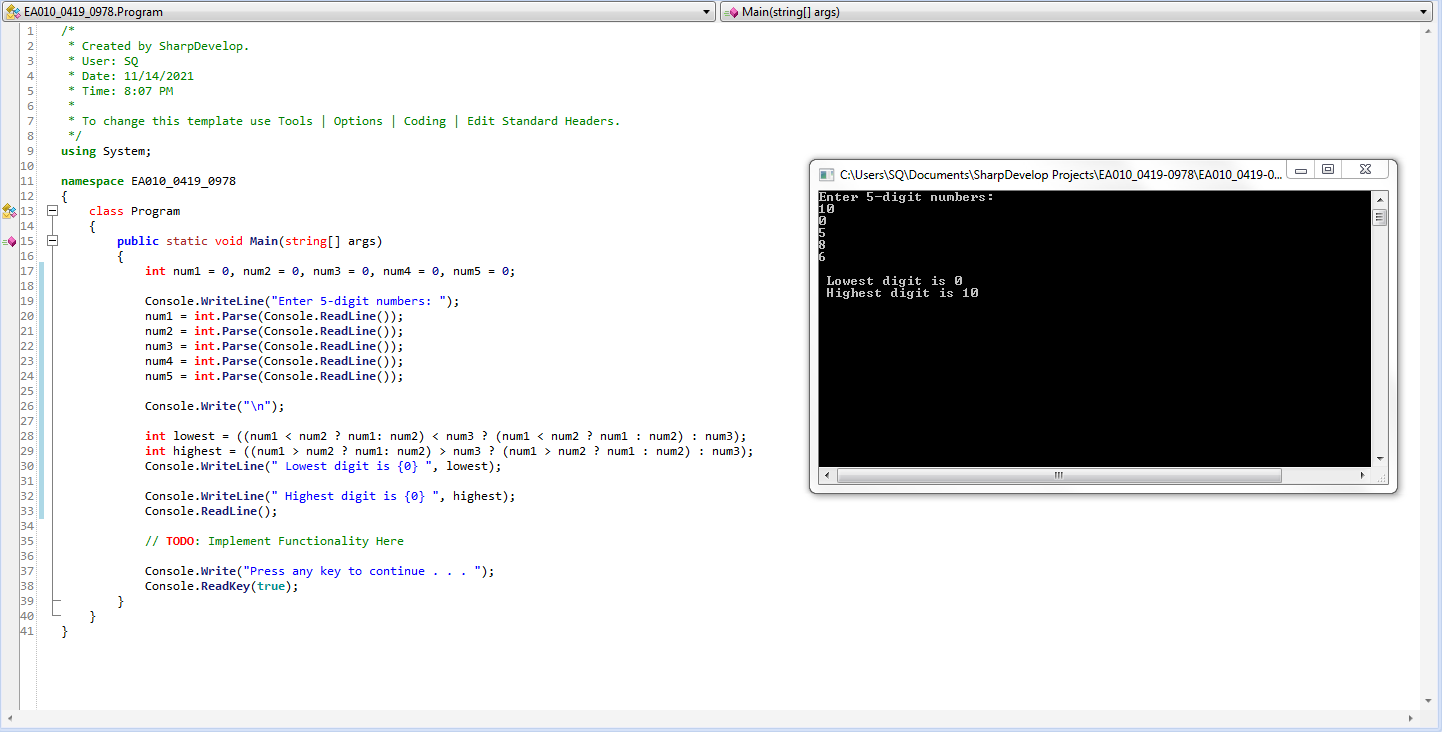 EA010_0419_0978.Program
Main(string[] args)
1 /*
2 * Created by SharpDevelop.
3 * User: SQ
4 * Date: 11/14/2021
5 * Time: 8:07 PM
6 *
7 * To change this template use Tools | Options | Coding | Edit Standard Headers.
8 */
9 using System;
10
11 namespace EA010_0419_0978
12 {
13 class Program
14 {
15 public static void Main(string[] args)
16 {
17 int num1 = 0, num2 = 0, num3 = 0, num4 = 0, num5 = 0;
18
19 Console.WriteLine("Enter 5-digit numbers: ");
20 num1 = int.Parse(Console.ReadLine());
21 num2 = int.Parse(Console.ReadLine());
22 num3 = int.Parse(Console.ReadLine());
23 num4 = int.Parse(Console.ReadLine());
24 num5 = int.Parse(Console.ReadLine());
25
26 Console.Write("\n");
27
28 int lowest = ((num1 < num2 ? num1: num2) < num3 ? (num1 < num2 ? num1 : num2) : num3);
29 int highest = ((num1 > num2 ? num1: num2) > num3 ? (num1 > num2 ? num1 : num2) : num3);
30 Console.WriteLine(" Lowest digit is {0} ", lowest);
31
32 Console.WriteLine(" Highest digit is {0} ", highest);
33 Console.ReadLine();
34
35 // TODO: Implement Functionality Here
36
37 Console.Write("Press any key to continue . . . ");
38 Console.ReadKey(true);
39 }
40 }
41 }
C:\Users\SQ\Documents\SharpDevelop Projects\EA010_0419-0978\EA010_0419-0...
Enter 5-digit numbers:
10
0
5
8
6
Lowest digit is 0
Highest digit is 10